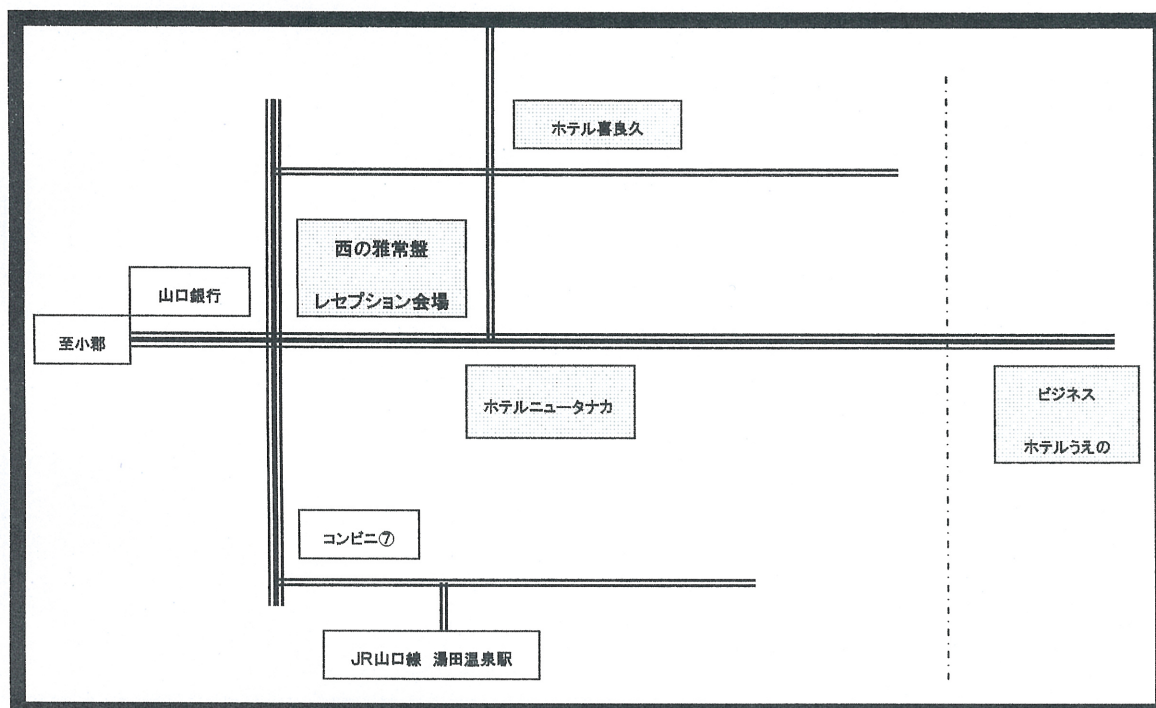 ホテル喜良久
西の雅常盤
レセプション会場
山口銀行
至小郡
ホテルニュータナカ
ビジネス
ホテルうえの
コンビニ⑦
JR山口線 湯田温泉駅